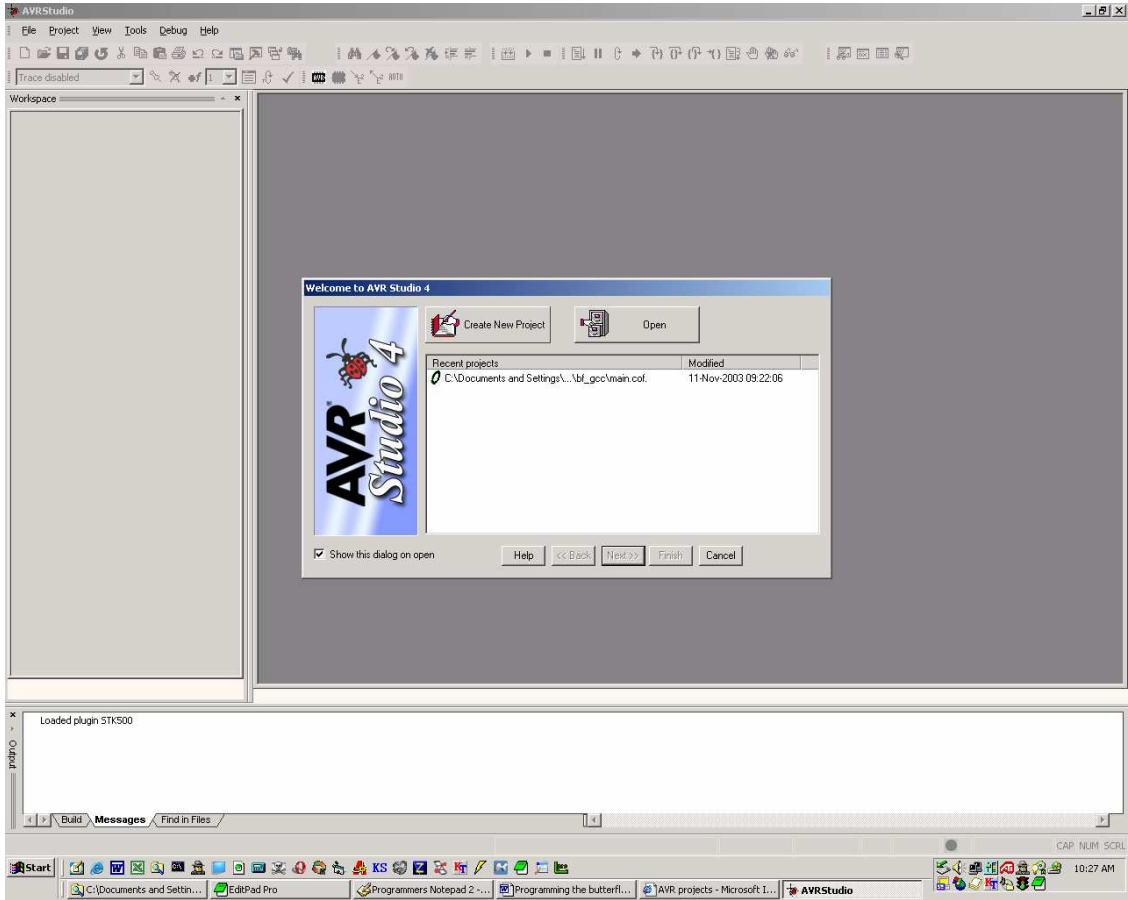 AVRStudio
File Project View Tools Debug Help
Trace disabled 1 AUTO
Workspace
Welcome to AVR Studio 4
Create New Project Open
AVR Studio 4
Recent projects Modified
C:\Documents and Settings\...\bf_gcc\main.cof. 11-Nov-2003 09:22:06
Show this dialog on open Help << Back Next >> Finish Cancel
Loaded plugin STK500
Output
Build Messages Find in Files
CAP NUM SCRL
Start KS 10:27 AM
C:\Documents and Settin... EditPad Pro Programmers Notepad 2 -... Programming the butterfl... AVR projects - Microsoft I... AVRStudio